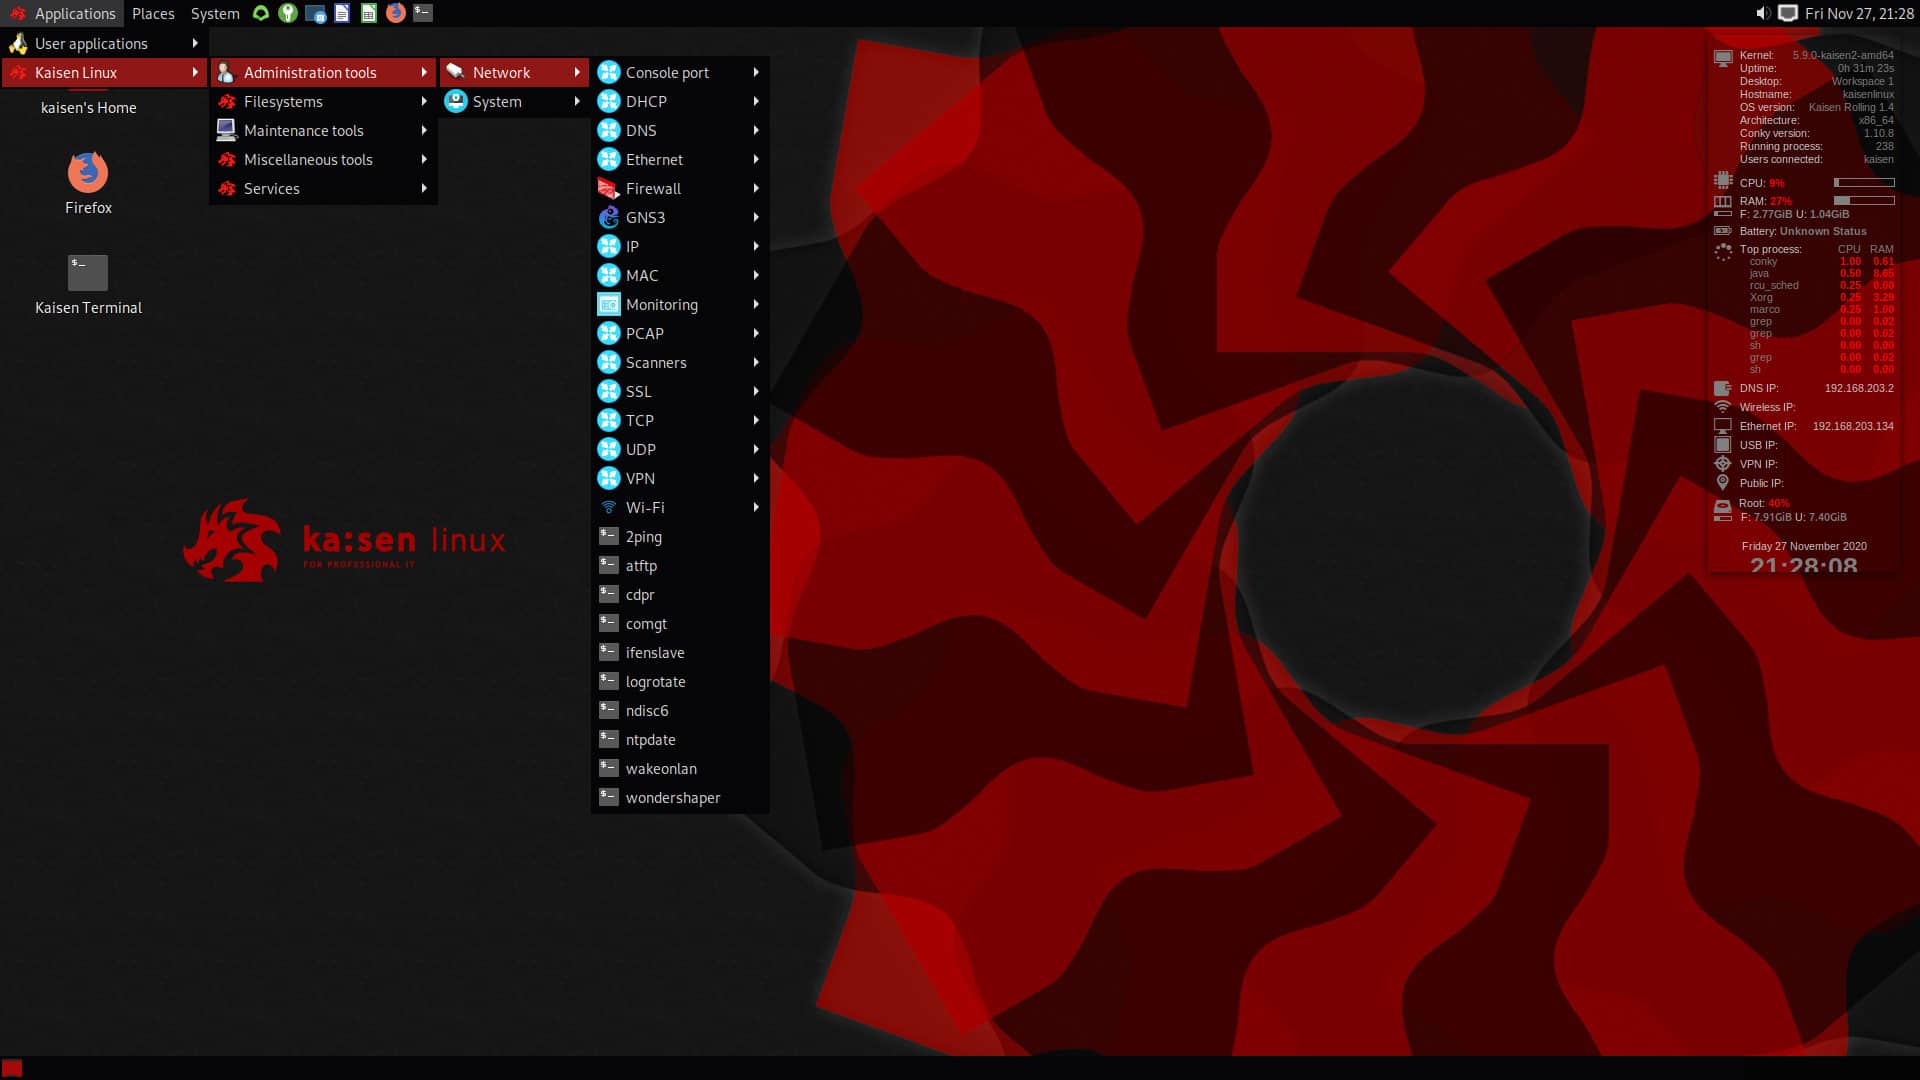 Applications Places System $- Fri Nov 27, 21:28
User applications
Kaisen Linux
kaisen's Home
Firefox
$-
Kaisen Terminal
Administration tools
Filesystems
Maintenance tools
Miscellaneous tools
Services
Network
System
Console port
DHCP
DNS
Ethernet
Firewall
GNS3
IP
MAC
Monitoring
PCAP
Scanners
SSL
TCP
UDP
VPN
Wi-Fi
$- 2ping
$- atftp
$- cdpr
$- comgt
$- ifenslave
$- logrotate
$- ndisc6
$- ntpdate
$- wakeonlan
$- wondershaper
ka:sen linux
FOR PROFESSIONAL IT
Kernel: 5.9.0-kaisen2-amd64
Uptime: 0h 31m 23s
Desktop: Workspace 1
Hostname: kaisenlinux
OS version: Kaisen Rolling 1.4
Architecture: x86_64
Conky version: 1.10.8
Running process: 238
Users connected: kaisen
CPU: 9%
RAM: 27%
F: 2.77GiB U: 1.04GiB
Battery: Unknown Status
Top process: CPU RAM
conky 1.00 0.61
java 0.50 8.65
rcu_sched 0.25 0.00
Xorg 0.25 3.29
marco 0.25 1.00
grep 0.00 0.02
grep 0.00 0.02
sh 0.00 0.00
grep 0.00 0.02
sh 0.00 0.00
DNS IP: 192.168.203.2
Wireless IP:
Ethernet IP: 192.168.203.134
USB IP:
VPN IP:
Public IP:
Root: 40%
F: 7.91GiB U: 7.40GiB
Friday 27 November 2020
21:28:08